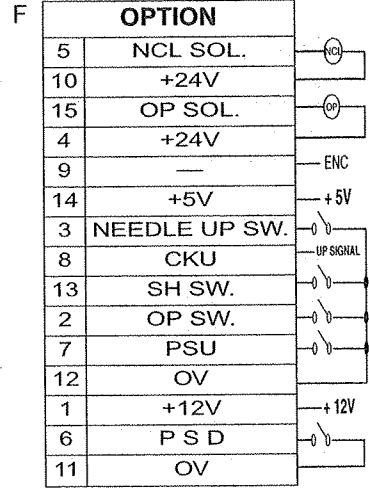 F
OPTION
5 NCL SOL. NCL
10 +24V
15 OP SOL. OP
4 +24V
9 — ENC
14 +5V +5V
3 NEEDLE UP SW.
8 CKU UP SIGNAL
13 SH SW.
2 OP SW.
7 PSU
12 OV
1 +12V +12V
6 P S D
11 OV